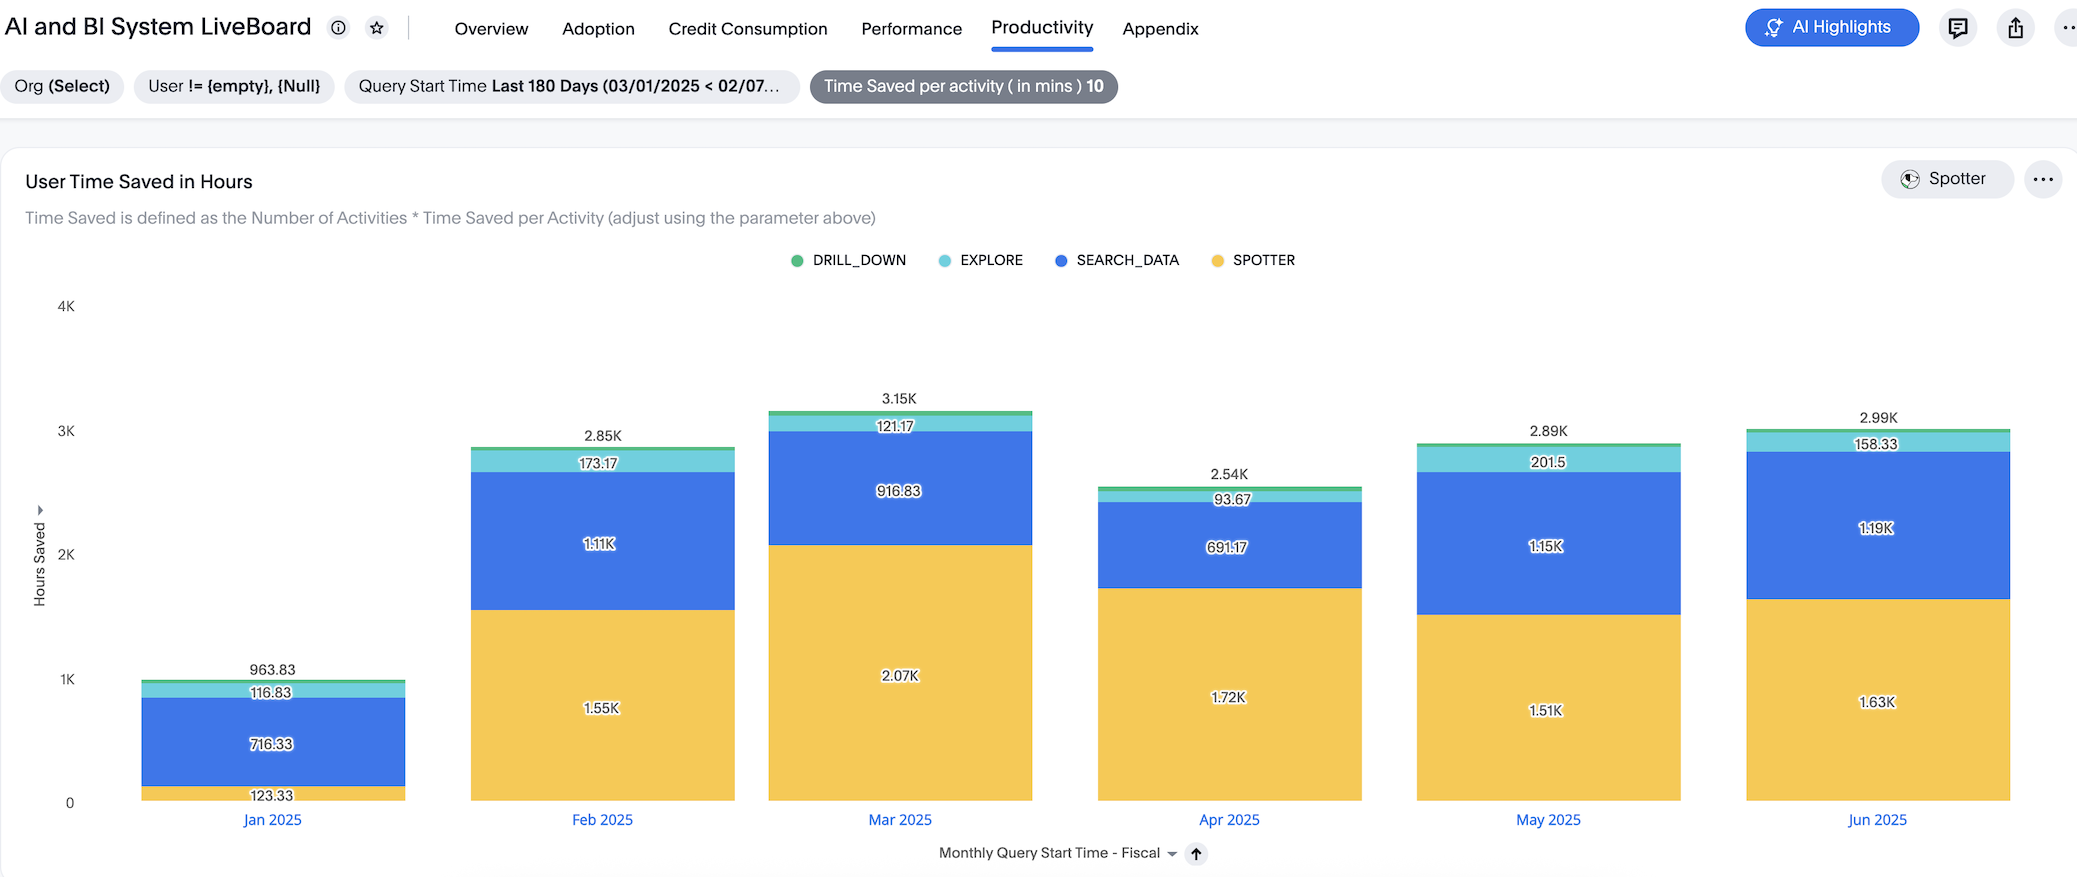 AI and BI System LiveBoard
Overview Adoption Credit Consumption Performance Productivity Appendix
AI Highlights
Org (Select) User != {empty}, {Null} Query Start Time Last 180 Days (03/01/2025 < 02/07... Time Saved per activity ( in mins ) 10
User Time Saved in Hours
Spotter
Time Saved is defined as the Number of Activities * Time Saved per Activity (adjust using the parameter above)
DRILL_DOWN EXPLORE SEARCH_DATA SPOTTER
4K
3K
2K
1K
0
Hours Saved
963.83
116.83
716.33
123.33
2.85K
173.17
1.11K
1.55K
3.15K
121.17
916.83
2.07K
2.54K
93.67
691.17
1.72K
2.89K
201.5
1.15K
1.51K
2.99K
158.33
1.19K
1.63K
Jan 2025 Feb 2025 Mar 2025 Apr 2025 May 2025 Jun 2025
Monthly Query Start Time - Fiscal